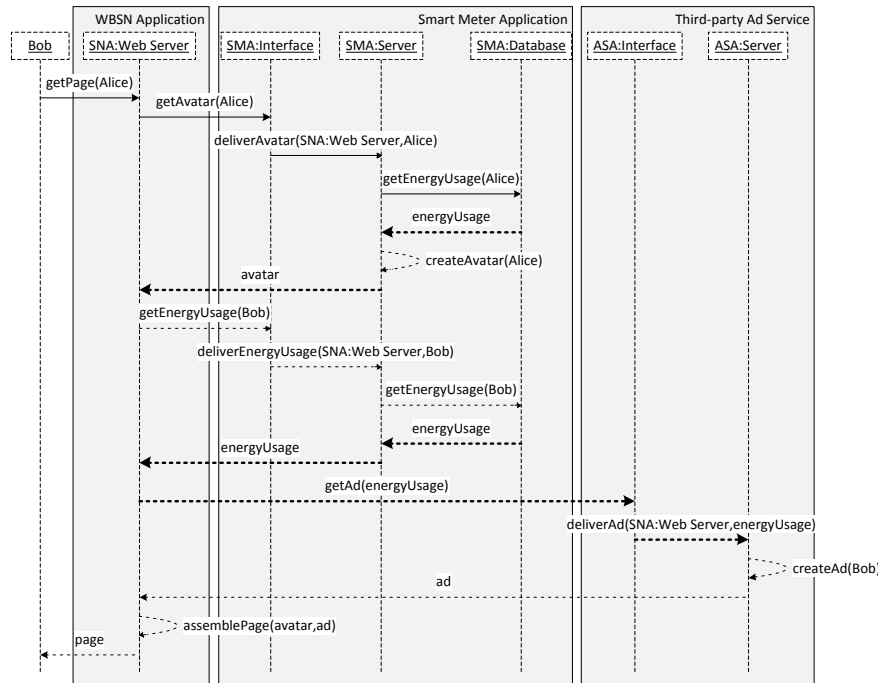 WBSN Application
Smart Meter Application
Third-party Ad Service
Bob
SNA:Web Server
SMA:Interface
SMA:Server
SMA:Database
ASA:Interface
ASA:Server
getPage(Alice)
getAvatar(Alice)
deliverAvatar(SNA:Web Server,Alice)
getEnergyUsage(Alice)
energyUsage
createAvatar(Alice)
avatar
getEnergyUsage(Bob)
deliverEnergyUsage(SNA:Web Server,Bob)
getEnergyUsage(Bob)
energyUsage
energyUsage
getAd(energyUsage)
deliverAd(SNA:Web Server,energyUsage)
createAd(Bob)
ad
assemblePage(avatar,ad)
page